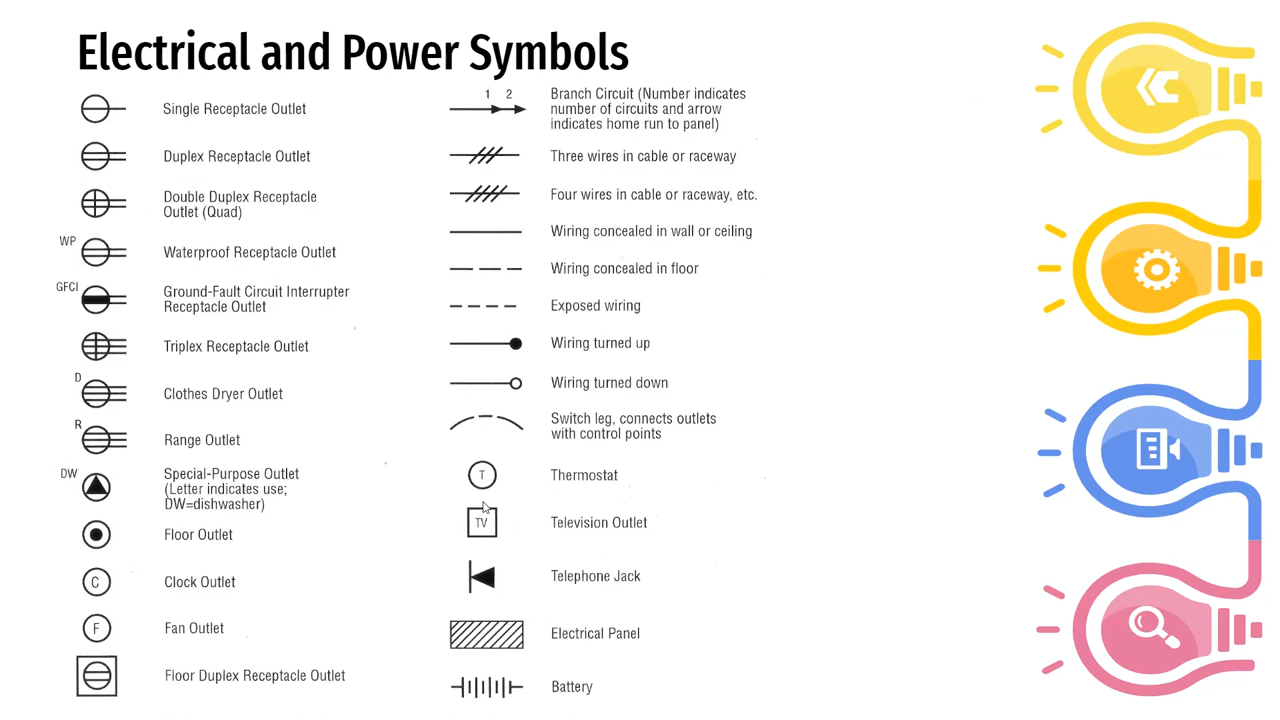 Electrical and Power Symbols
Single Receptacle Outlet
Duplex Receptacle Outlet
Double Duplex Receptacle
Outlet (Quad)
WP
Waterproof Receptacle Outlet
GFCI
Ground-Fault Circuit Interrupter
Receptacle Outlet
Triplex Receptacle Outlet
D
Clothes Dryer Outlet
R
Range Outlet
DW
Special-Purpose Outlet
(Letter indicates use;
DW=dishwasher)
Floor Outlet
C
Clock Outlet
F
Fan Outlet
Floor Duplex Receptacle Outlet
1 2
Branch Circuit (Number indicates
number of circuits and arrow
indicates home run to panel)
Three wires in cable or raceway
Four wires in cable or raceway, etc.
Wiring concealed in wall or ceiling
Wiring concealed in floor
Exposed wiring
Wiring turned up
Wiring turned down
Switch leg, connects outlets
with control points
T
Thermostat
TV
Television Outlet
Telephone Jack
Electrical Panel
Battery